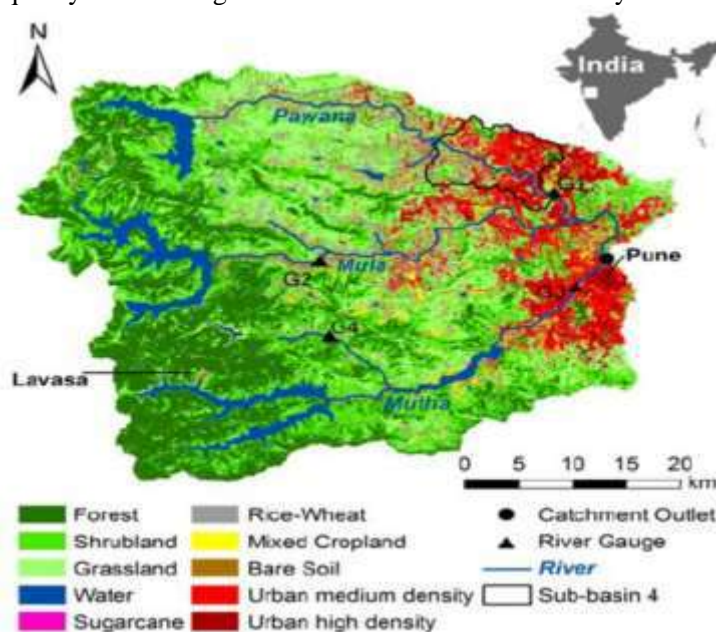 N
India
Pawana
G1
Pune
Mula
G2
G3
G4
Lavasa
Mutha
0 5 10 15 20
km
Forest
Shrubland
Grassland
Water
Sugarcane
Rice-Wheat
Mixed Cropland
Bare Soil
Urban medium density
Urban high density
Catchment Outlet
River Gauge
River
Sub-basin 4